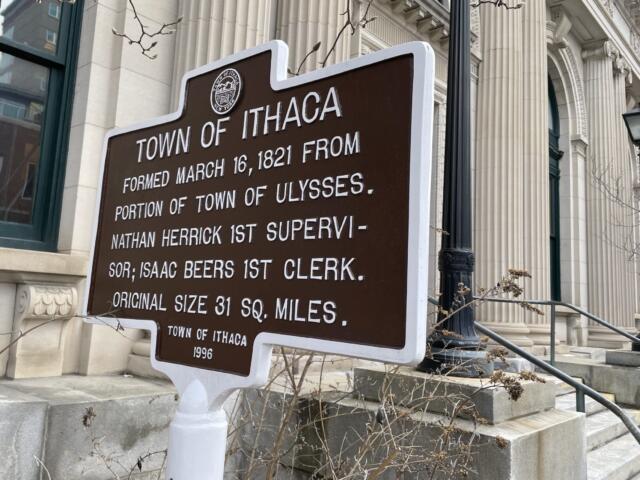 TOWN OF ITHACA
FORMED MARCH 16, 1821 FROM
PORTION OF TOWN OF ULYSSES.
NATHAN HERRICK 1ST SUPERVI-
SOR; ISAAC BEERS 1ST CLERK.
ORIGINAL SIZE 31 SQ. MILES.
TOWN OF ITHACA
1996